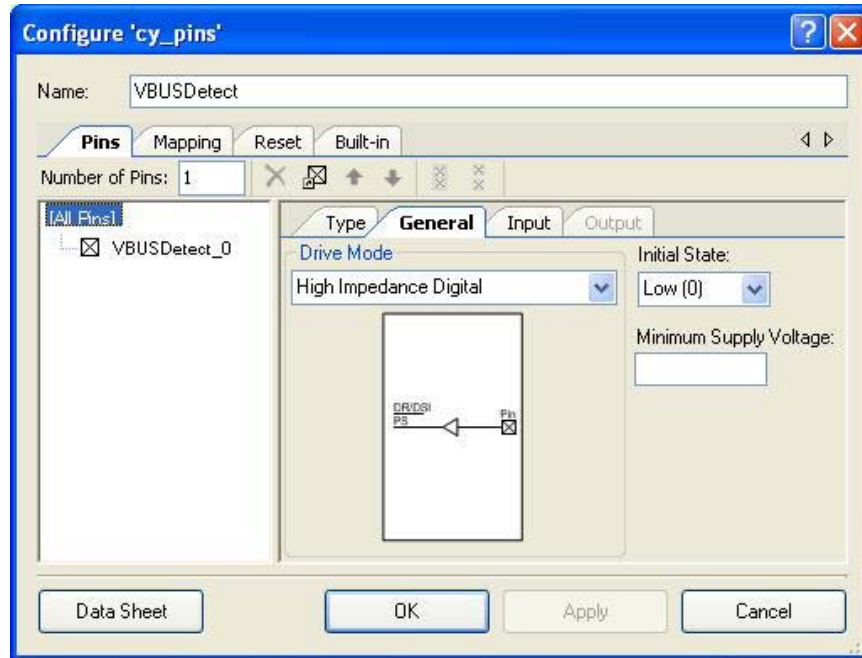 Configure 'cy_pins'
Name: VBUSDetect
Pins Mapping Reset Built-in
Number of Pins: 1
[All Pins]
VBUSDetect_0
Type General Input Output
Drive Mode
High Impedance Digital
Initial State:
Low (0)
Minimum Supply Voltage:
DR/DSI
PS
Pin
Data Sheet OK Apply Cancel